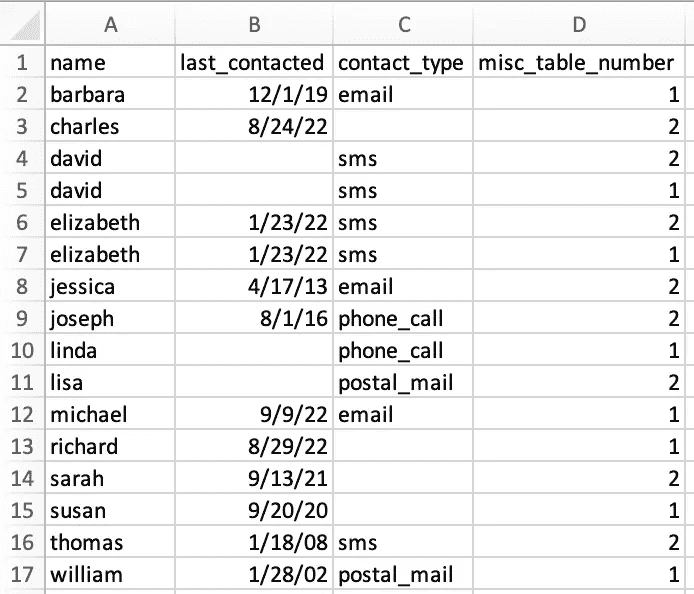 A B C D
1 name last_contacted contact_type misc_table_number
2 barbara 12/1/19 email 1
3 charles 8/24/22 2
4 david sms 2
5 david sms 1
6 elizabeth 1/23/22 sms 2
7 elizabeth 1/23/22 sms 1
8 jessica 4/17/13 email 2
9 joseph 8/1/16 phone_call 2
10 linda phone_call 1
11 lisa postal_mail 2
12 michael 9/9/22 email 1
13 richard 8/29/22 1
14 sarah 9/13/21 2
15 susan 9/20/20 1
16 thomas 1/18/08 sms 2
17 william 1/28/02 postal_mail 1